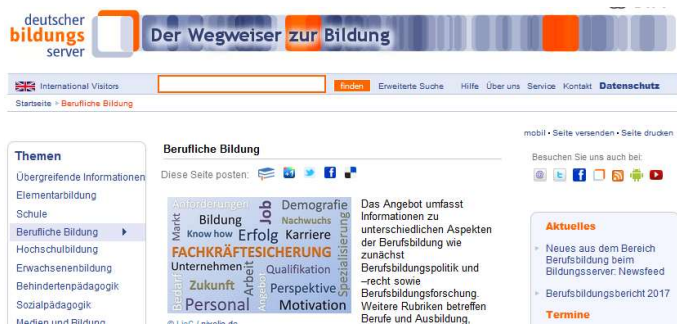 deutscher
bildungs
server
Der Wegweiser zur Bildung
International Visitors
finden
Erweiterte Suche
Hilfe
Über uns
Service
Kontakt
Datenschutz
Startseite > Berufliche Bildung
mobil • Seite versenden • Seite drucken
Themen
Übergreifende Informationen
Elementarbildung
Schule
Berufliche Bildung
Hochschulbildung
Erwachsenenbildung
Behindertenpädagogik
Sozialpädagogik
Medien und Bildung
Berufliche Bildung
Diese Seite posten:
Anforderungen
Markt
Bildung
Job
Demografie
Nachwuchs
Know how
Erfolg
Karriere
FACHKRÄFTESICHERUNG
Spezialisierung
Unternehmen
Arbeit
Qualifikation
Bedarf
Zukunft
Angebot
Perspektive
Personal
Motivation
© LieC / pixelio.de
Das Angebot umfasst
Informationen zu
unterschiedlichen Aspekten
der Berufsbildung wie
zunächst
Berufsbildungspolitik und
–recht sowie
Berufsbildungsforschung.
Weitere Rubriken betreffen
Berufe und Ausbildung,
Besuchen Sie uns auch bei:
Aktuelles
Neues aus dem Bereich
Berufsbildung beim
Bildungsserver: Newsfeed
Berufsbildungsbericht 2017
Termine